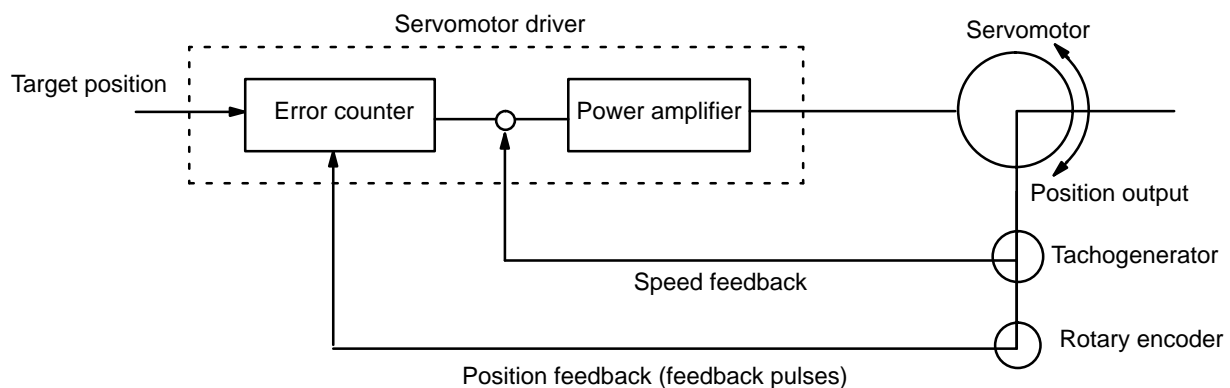 Servomotor driver
Servomotor
Target position
Error counter
Power amplifier
Position output
Tachogenerator
Speed feedback
Rotary encoder
Position feedback (feedback pulses)